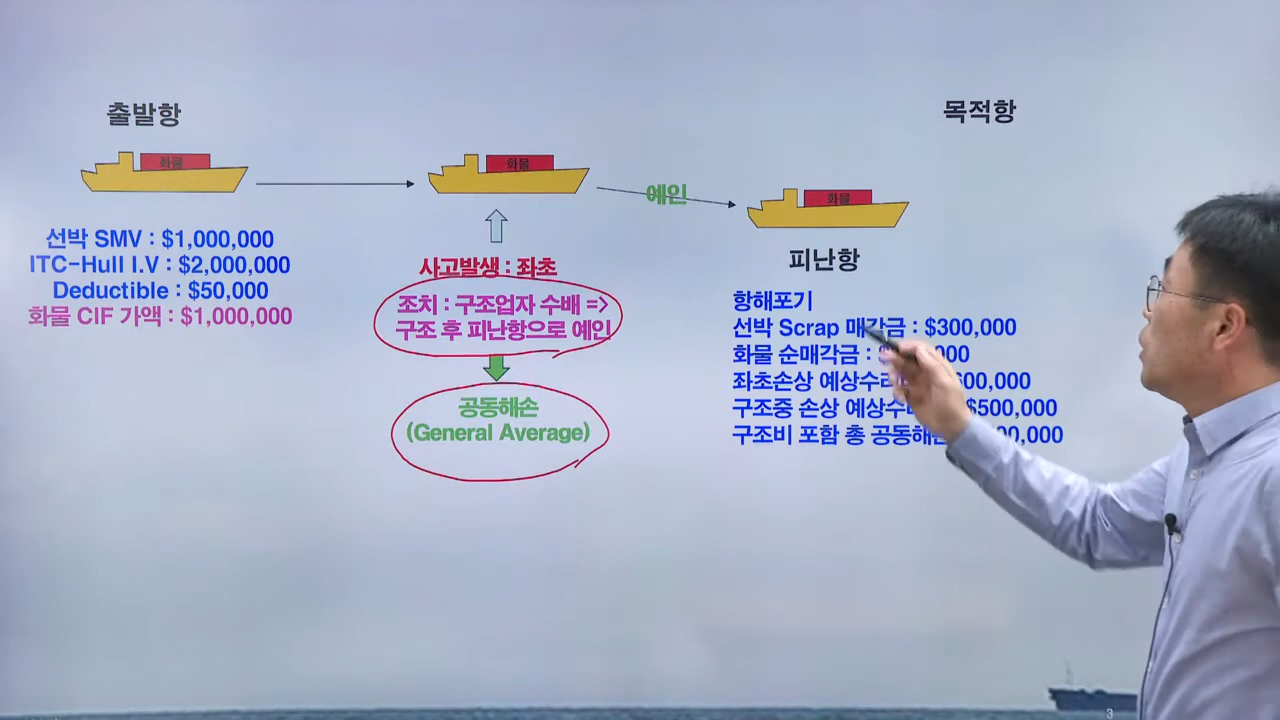 출발항
목적항
화물
화물
예인
화물
선박 SMV : $1,000,000
ITC-Hull I.V : $2,000,000
Deductible : $50,000
화물 CIF 가액 : $1,000,000
사고발생 : 좌초
조치 : 구조업자 수배 =>
구조 후 피난항으로 예인
공동해손
(General Average)
피난항
항해포기
선박 Scrap 매각금 : $300,000
화물 순매각금 :
좌초손상 예상수리
구조중 손상 예상수 $500,000
구조비 포함 총 공동해손
3